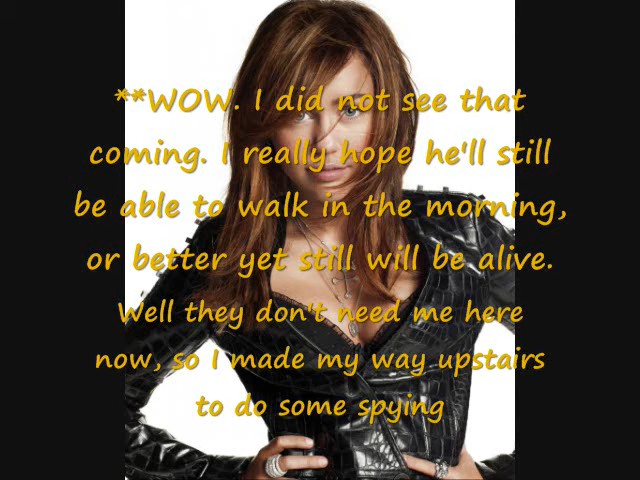 **WOW. I did not see that
coming. I really hope he'll still
be able to walk in the morning,
or better yet still will be alive.
Well they don't need me here
now, so I made my way upstairs
to do some spying